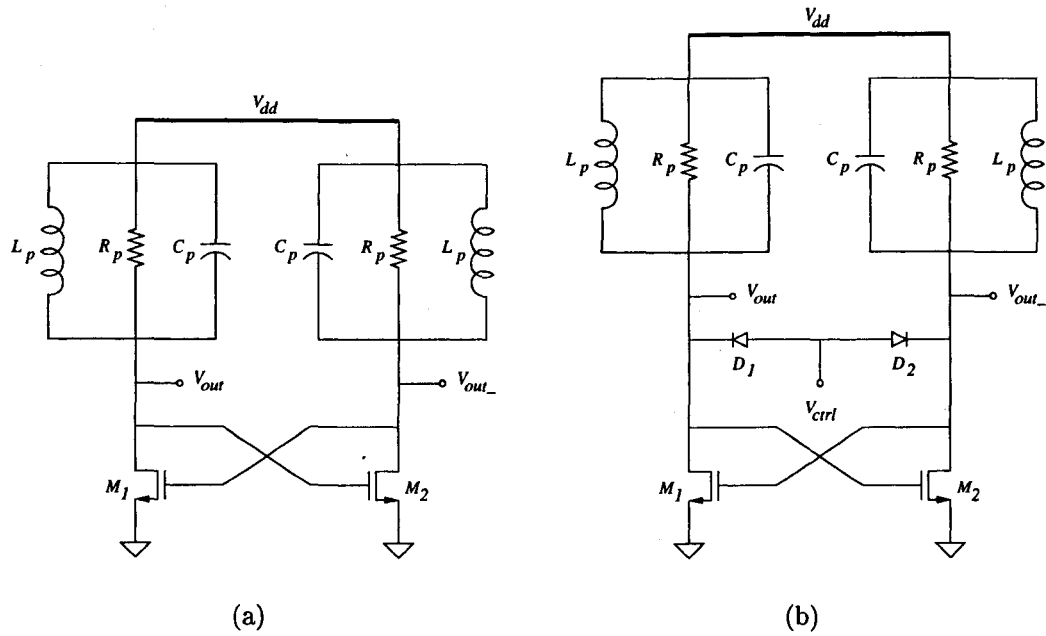 V_dd
L_p R_p C_p C_p R_p L_p
V_out V_out_
M_1 M_2
(a)
V_dd
L_p R_p C_p C_p R_p L_p
V_out V_out_
D_1 D_2
V_ctrl
M_1 M_2
(b)